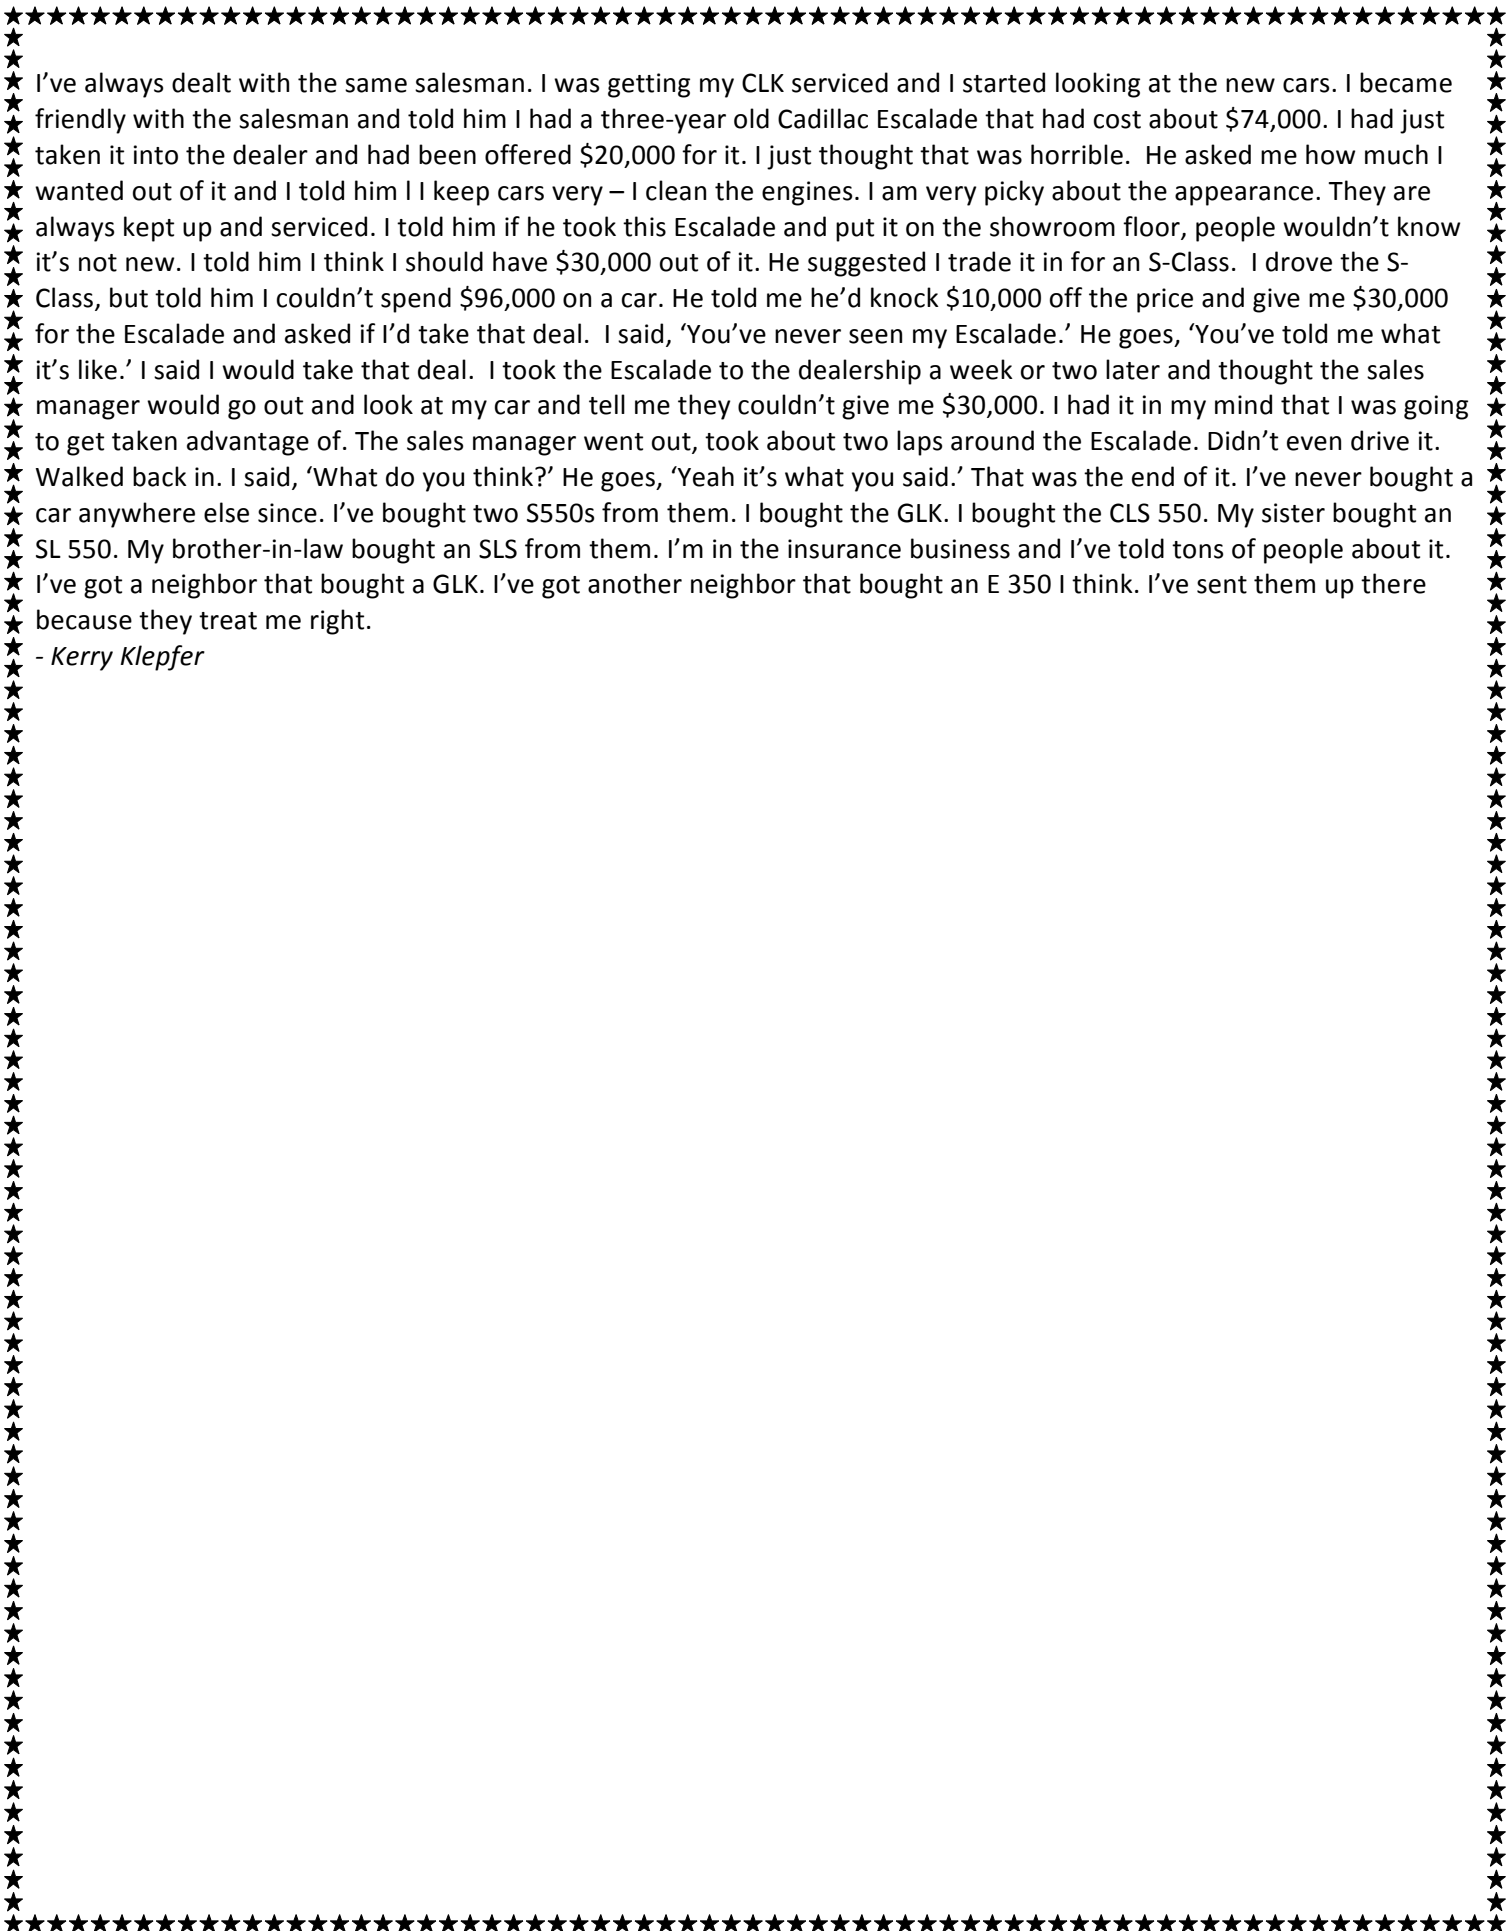 I’ve always dealt with the same salesman. I was getting my CLK serviced and I started looking at the new cars. I became
friendly with the salesman and told him I had a three-year old Cadillac Escalade that had cost about $74,000. I had just
taken it into the dealer and had been offered $20,000 for it. I just thought that was horrible.  He asked me how much I
wanted out of it and I told him l I keep cars very – I clean the engines. I am very picky about the appearance. They are
always kept up and serviced. I told him if he took this Escalade and put it on the showroom floor, people wouldn’t know
it’s not new. I told him I think I should have $30,000 out of it. He suggested I trade it in for an S-Class.  I drove the S-
Class, but told him I couldn’t spend $96,000 on a car. He told me he’d knock $10,000 off the price and give me $30,000
for the Escalade and asked if I’d take that deal.  I said, ‘You’ve never seen my Escalade.’ He goes, ‘You’ve told me what
it’s like.’ I said I would take that deal.  I took the Escalade to the dealership a week or two later and thought the sales
manager would go out and look at my car and tell me they couldn’t give me $30,000. I had it in my mind that I was going
to get taken advantage of. The sales manager went out, took about two laps around the Escalade. Didn’t even drive it.
Walked back in. I said, ‘What do you think?’ He goes, ‘Yeah it’s what you said.’ That was the end of it. I’ve never bought a
car anywhere else since. I’ve bought two S550s from them. I bought the GLK. I bought the CLS 550. My sister bought an
SL 550. My brother-in-law bought an SLS from them. I’m in the insurance business and I’ve told tons of people about it.
I’ve got a neighbor that bought a GLK. I’ve got another neighbor that bought an E 350 I think. I’ve sent them up there
because they treat me right.
- Kerry Klepfer